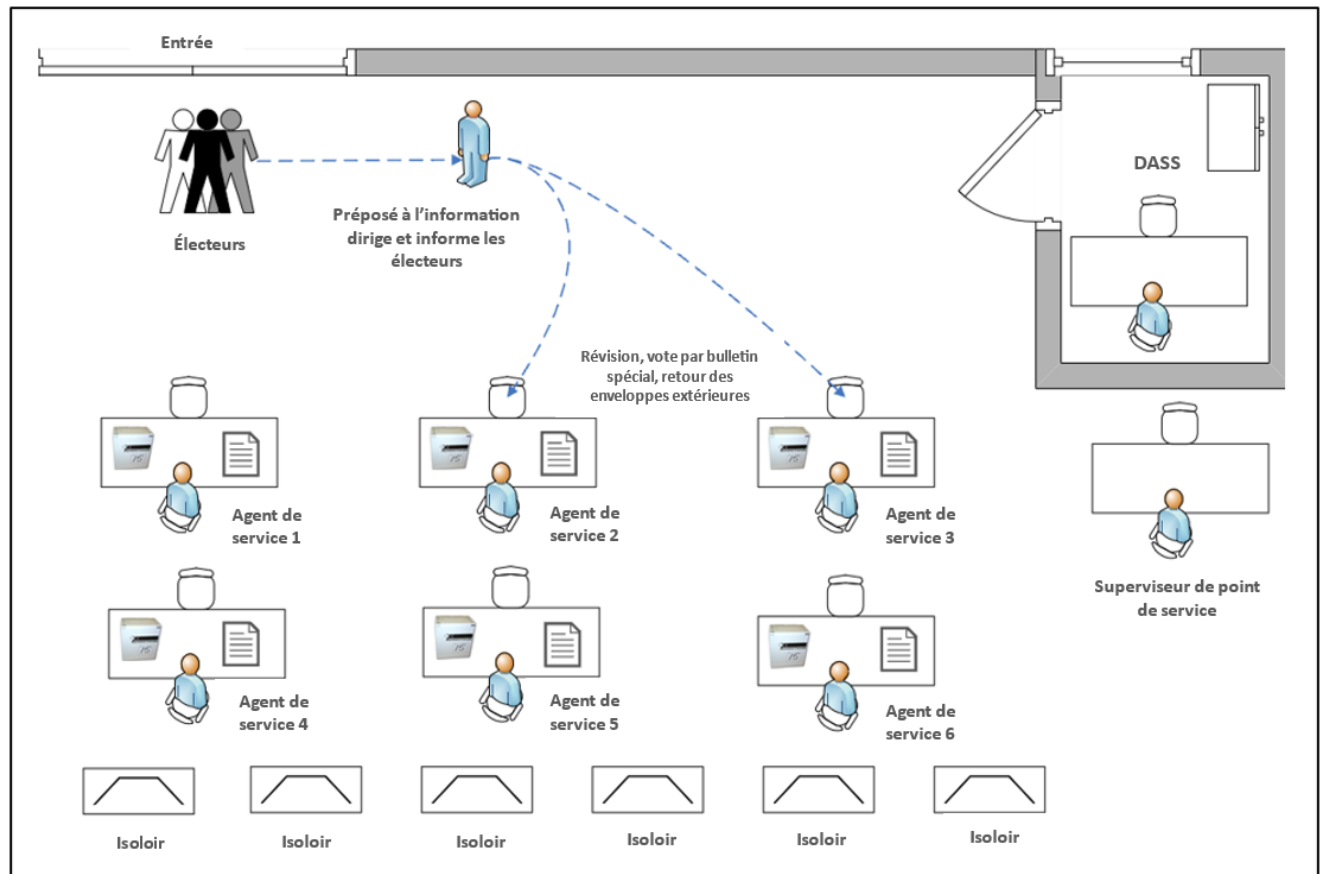 Entrée
DASS
Électeurs
Préposé à l’information
dirige et informe les
électeurs
Révision, vote par bulletin
spécial, retour des
enveloppes extérieures
Agent de
service 1
Agent de
service 2
Agent de
service 3
Superviseur de point
de service
Agent de
service 4
Agent de
service 5
Agent de
service 6
Isoloir
Isoloir
Isoloir
Isoloir
Isoloir
Isoloir